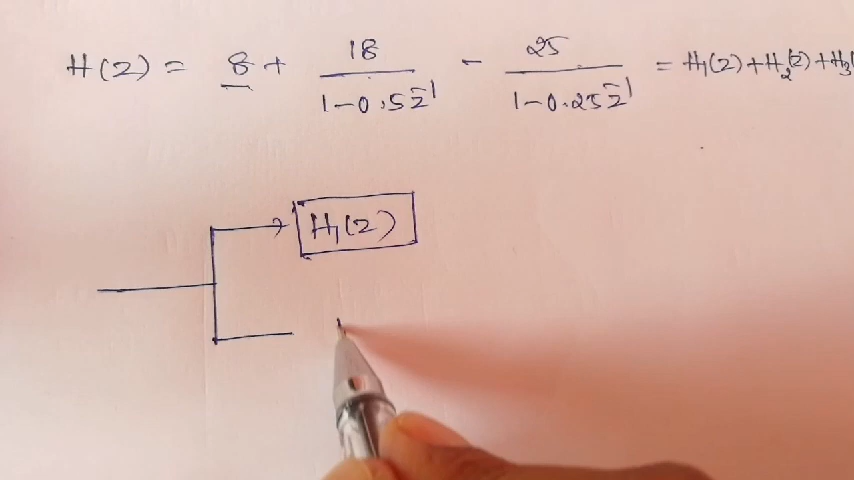 H(z) = 8 + 18/(1-0.5z⁻¹) - 25/(1-0.25z⁻¹) = H₁(z)+H₂(z)+H₃(
H₁(z)